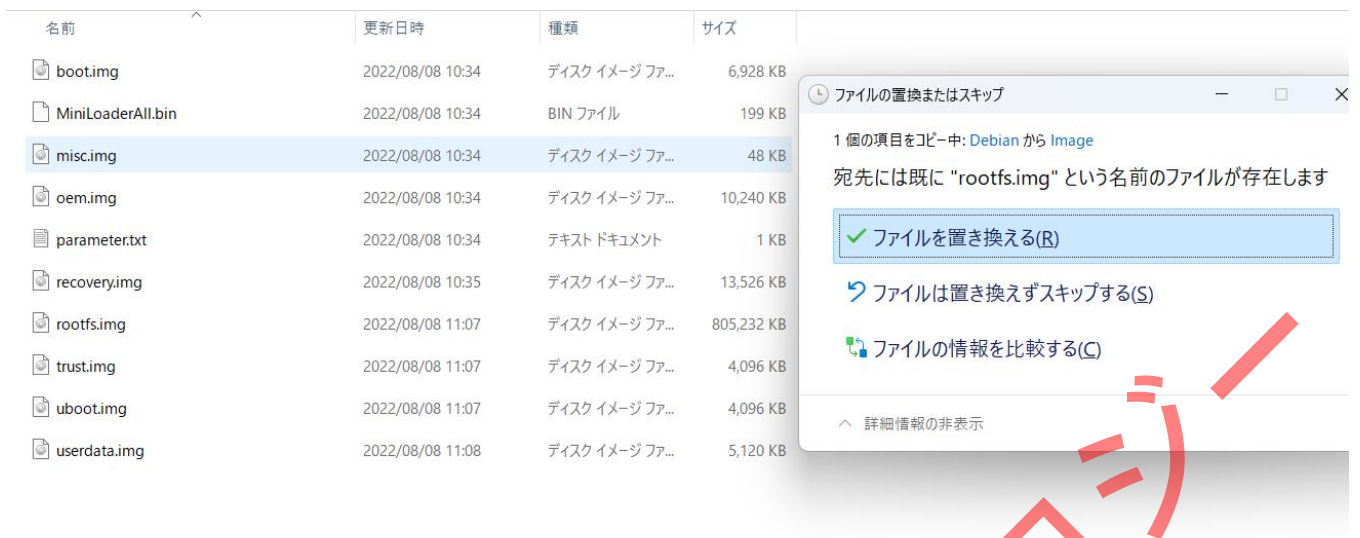 名前 更新日時 種類 サイズ
boot.img 2022/08/08 10:34 ディスク イメージ ファ... 6,928 KB
MiniLoaderAll.bin 2022/08/08 10:34 BIN ファイル 199 KB
misc.img 2022/08/08 10:34 ディスク イメージ ファ... 48 KB
oem.img 2022/08/08 10:34 ディスク イメージ ファ... 10,240 KB
parameter.txt 2022/08/08 10:34 テキスト ドキュメント 1 KB
recovery.img 2022/08/08 10:35 ディスク イメージ ファ... 13,526 KB
rootfs.img 2022/08/08 11:07 ディスク イメージ ファ... 805,232 KB
trust.img 2022/08/08 11:07 ディスク イメージ ファ... 4,096 KB
uboot.img 2022/08/08 11:07 ディスク イメージ ファ... 4,096 KB
userdata.img 2022/08/08 11:08 ディスク イメージ ファ... 5,120 KB
ファイルの置換またはスキップ
1 個の項目をコピー中: Debian から Image
宛先には既に "rootfs.img" という名前のファイルが存在します
ファイルを置き換える(R)
ファイルは置き換えずスキップする(S)
ファイルの情報を比較する(C)
詳細情報の非表示